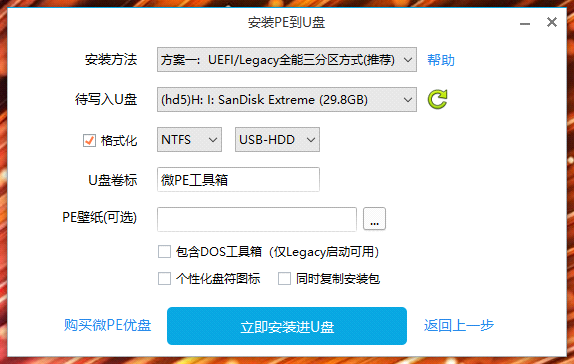 安装PE到U盘
安装方法 方案一：UEFI/Legacy全能三分区方式(推荐) 帮助
待写入U盘 (hd5)H: I: SanDisk Extreme (29.8GB)
格式化 NTFS USB-HDD
U盘卷标 微PE工具箱
PE壁纸(可选) ...
包含DOS工具箱（仅Legacy启动可用）
个性化盘符图标 同时复制安装包
购买微PE优盘 立即安装进U盘 返回上一步